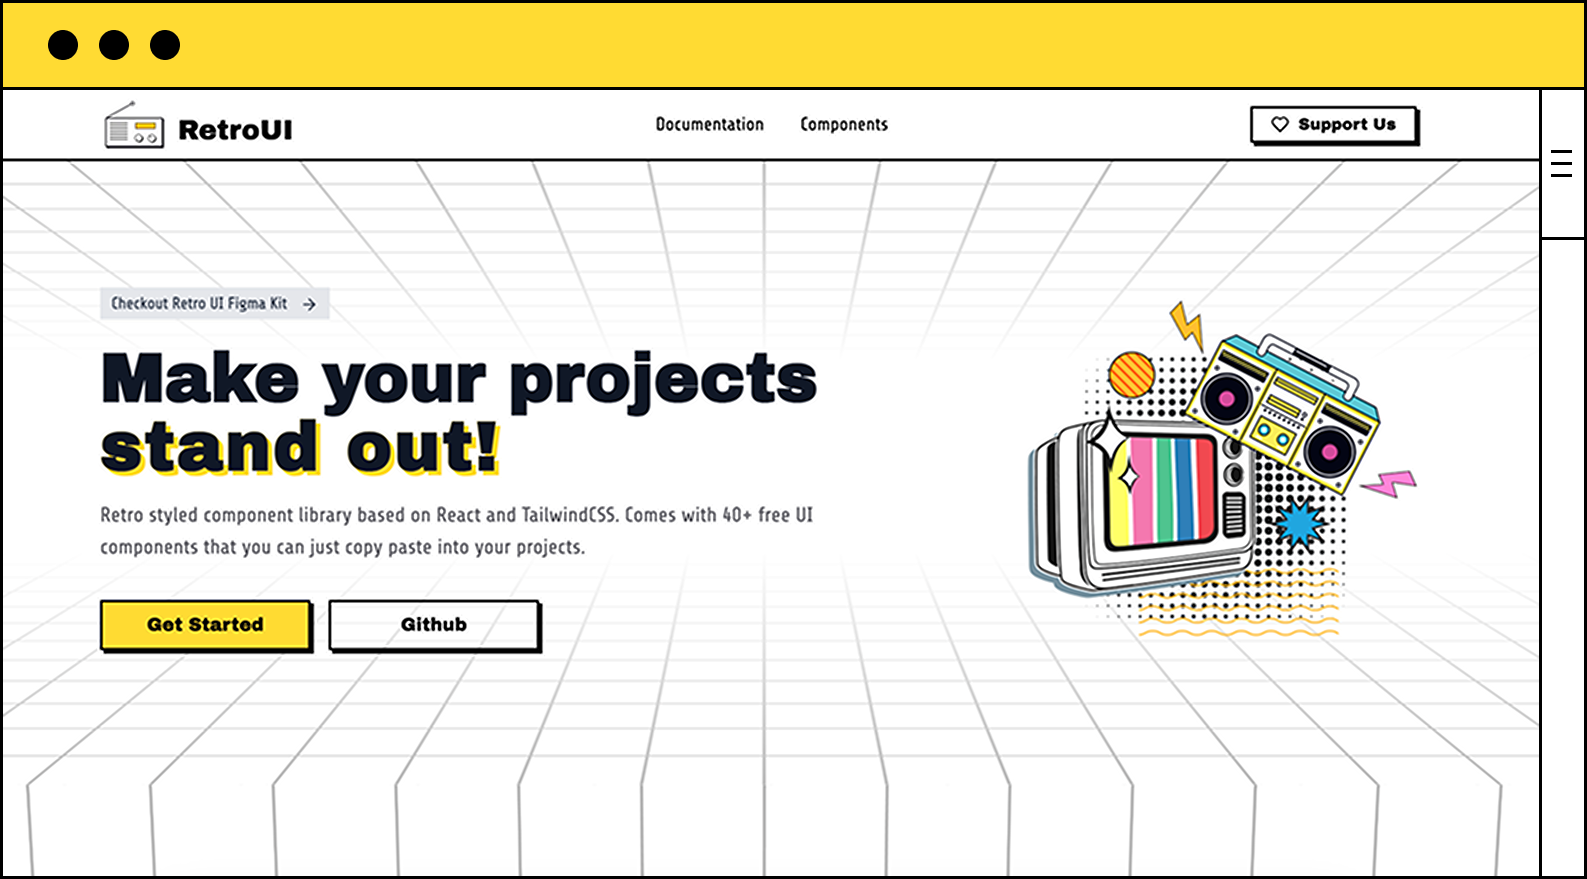 RetroUI
Documentation
Components
Support Us
Checkout Retro UI Figma Kit
Make your projects
stand out!
Retro styled component library based on React and TailwindCSS. Comes with 40+ free UI
components that you can just copy paste into your projects.
Get Started
Github